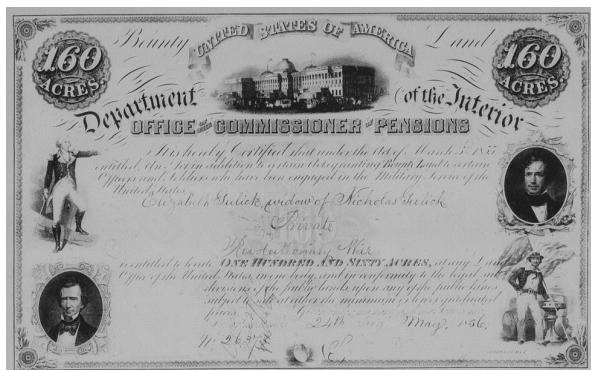 160 ACRES
Bounty Land
UNITED STATES OF AMERICA
160 ACRES
Department of the Interior
OFFICE OF THE COMMISSIONER OF PENSIONS
It is hereby Certified that under the Act of March 3d 1855
entitled, An Act in addition to certain Acts granting Bounty Land to certain
Officers and Soldiers who have been engaged in the Military Service of the
United States
Elizabeth Gulick, widow of Nicholas Gulick
Private
Revolutionary War
is entitled to locate ONE HUNDRED AND SIXTY ACRES, at any Land
Office of the United States, in one body, and in conformity to the legal sub
divisions of the public lands, upon any of the public lands
subject to sale at either the minimum or lower graduated
prices.
24th day May, 1856.
No. 26,